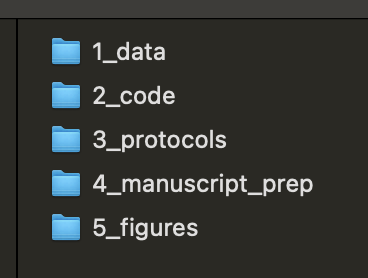 1_data
2_code
3_protocols
4_manuscript_prep
5_figures